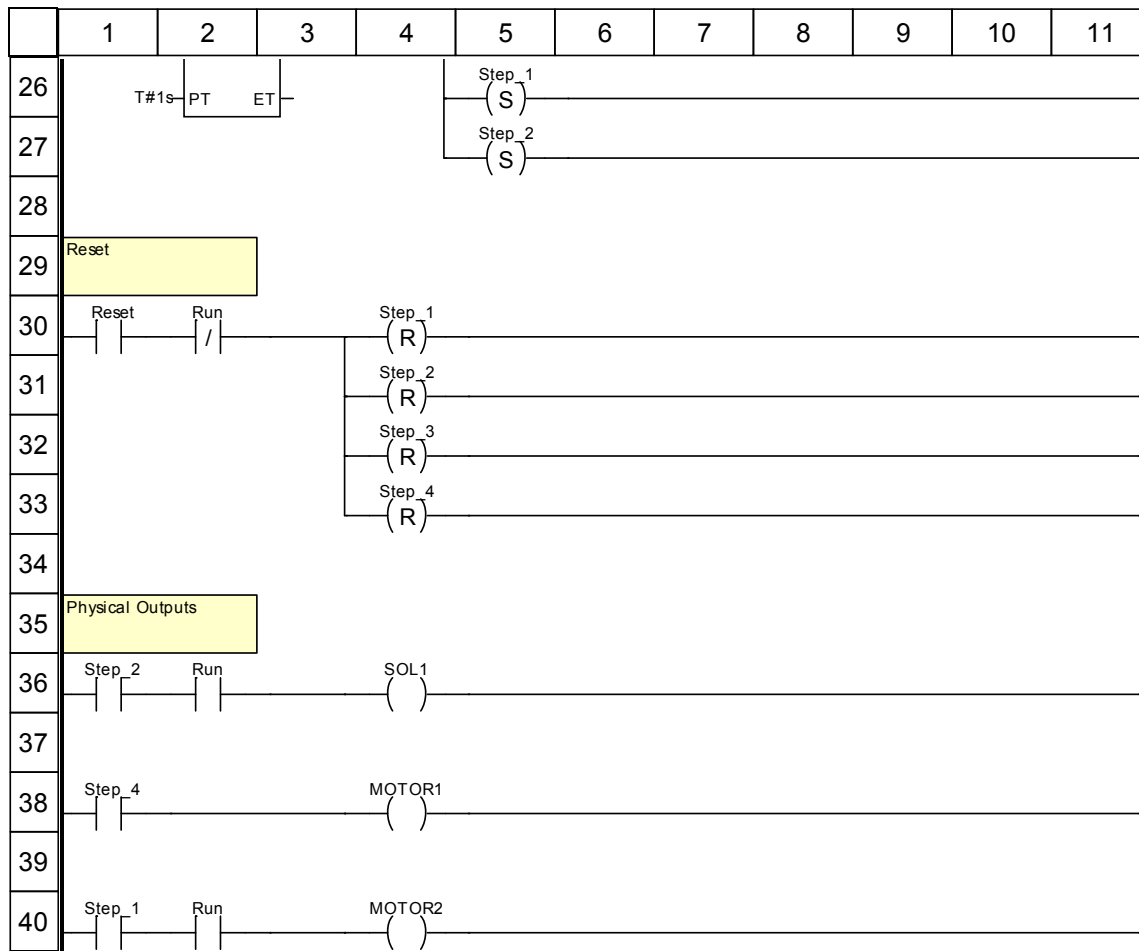 1 2 3 4 5 6 7 8 9 10 11
26
Step_1
T#1s PT ET
S
27
Step_2
S
28
29
Reset
30
Reset Run Step_1
/ R
31
Step_2
R
32
Step_3
R
33
Step_4
R
34
35
Physical Outputs
36
Step_2 Run SOL1
37
38
Step_4 MOTOR1
39
40
Step_1 Run MOTOR2